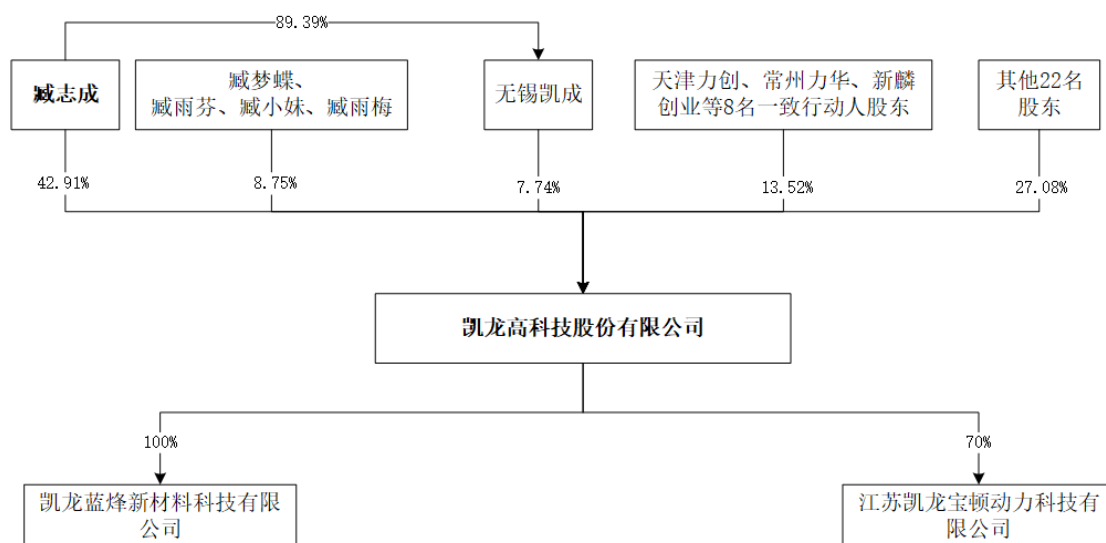 89.39%
臧志成
臧梦蝶、
臧雨芬、臧小妹、臧雨梅
无锡凯成
天津力创、常州力华、新麟
创业等8名一致行动人股东
其他22名
股东
42.91%
8.75%
7.74%
13.52%
27.08%
凯龙高科技股份有限公司
100%
70%
凯龙蓝烽新材料科技有限
公司
江苏凯龙宝顿动力科技有
限公司